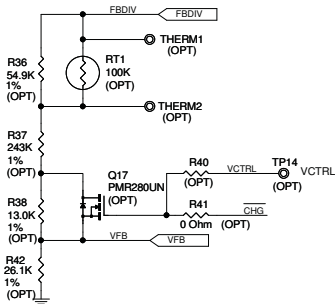 FBDIV
FBDIV
THERM1
(OPT)
R36
54.9K
1%
(OPT)
RT1
100K
(OPT)
THERM2
(OPT)
R37
243K
1%
(OPT)
Q17
PMR280UN
(OPT)
R40
(OPT)
VCTRL
TP14
(OPT)
VCTRL
R41
0 Ohm
(OPT)
CHG
R38
13.0K
1%
(OPT)
VFB
VFB
R42
26.1K
1%
(OPT)